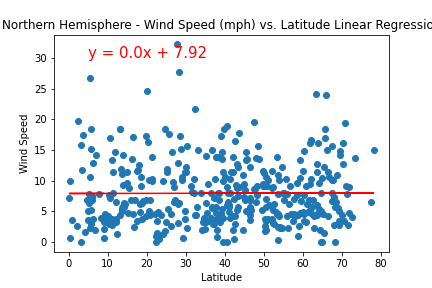 Northern Hemisphere - Wind Speed (mph) vs. Latitude Linear Regressio
y = 0.0x + 7.92
30
25
20
15
10
5
0
Wind Speed
0 10 20 30 40 50 60 70 80
Latitude